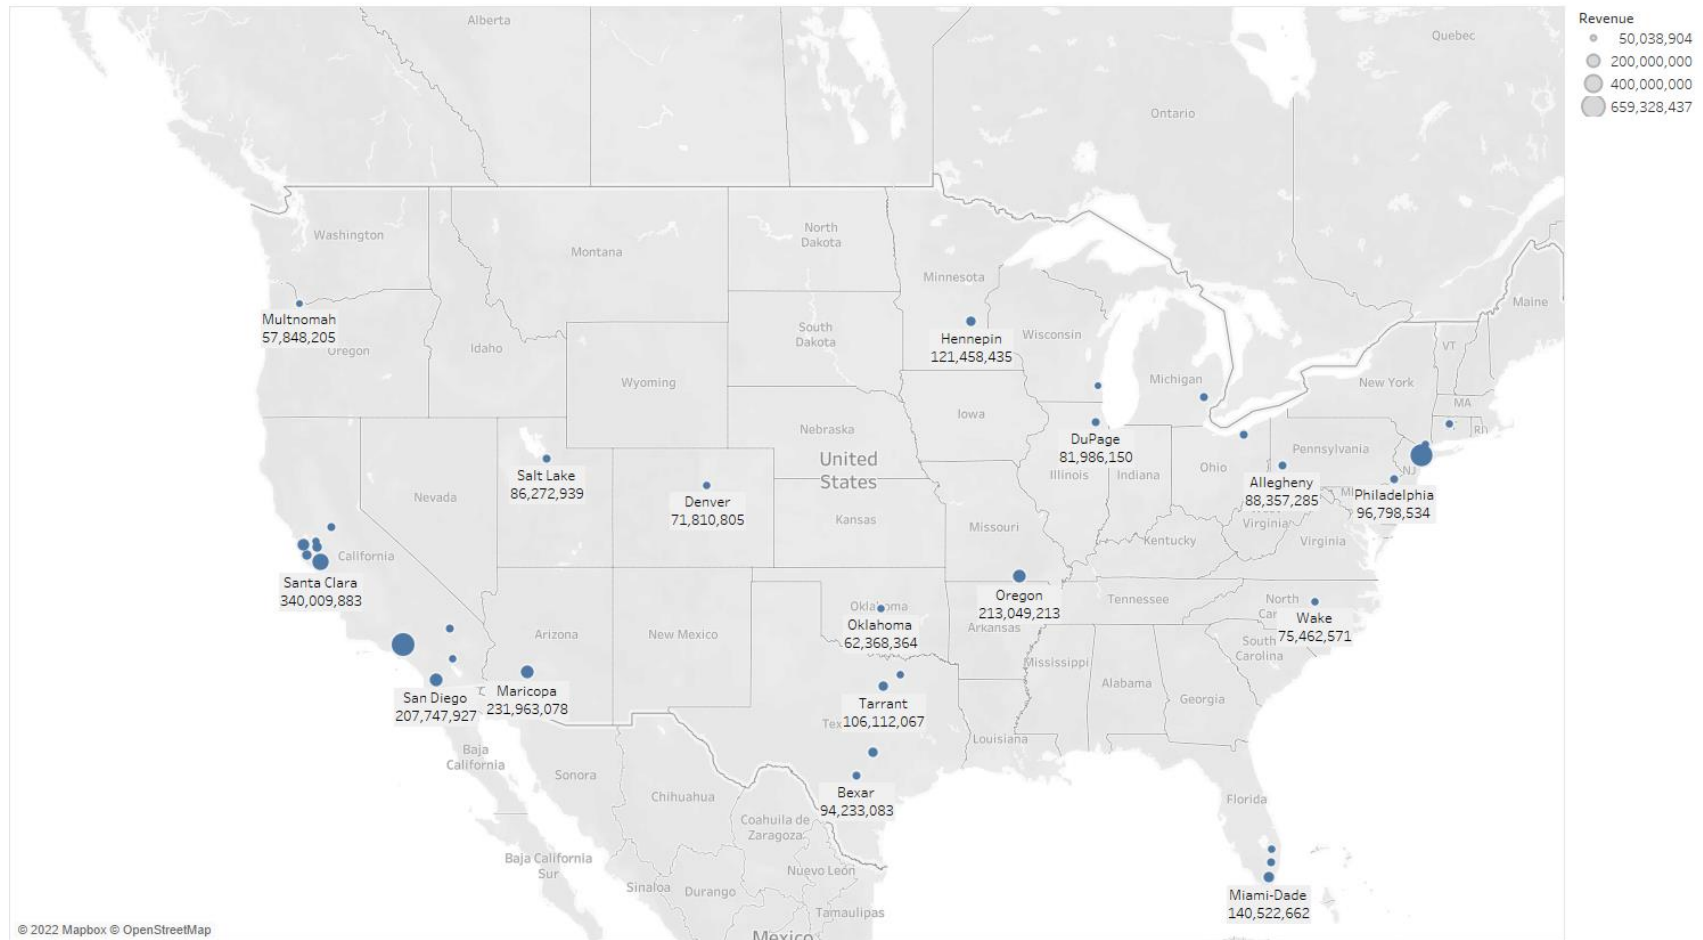 Alberta
Quebec
Ontario
Washington
Montana
North
Dakota
Minnesota
Maine
Multnomah
57,848,205
Oregon
Idaho
South
Dakota
Hennepin
121,458,435
Wisconsin
VT
Wyoming
Michigan
New York
MA
Iowa
Nebraska
DuPage
81,986,150
RI
Pennsylvania
United
States
Salt Lake
86,272,939
Illinois
Indiana
Ohio
NJ
Allegheny
88,357,285
Philadelphia
96,798,534
Nevada
Denver
71,810,805
Kansas
Missouri
Virginia
Virginia
Kentucky
California
Santa Clara
340,009,883
Oregon
213,049,213
Tennessee
North
Oklahoma
Oklahoma
62,368,364
Arkansas
Wake
75,462,571
Arizona
New Mexico
South
Carolina
Mississippi
Alabama
Georgia
San Diego
207,747,927
Maricopa
231,963,078
Tarrant
106,112,067
Louisiana
Baja
California
Sonora
Chihuahua
Bexar
94,233,083
Florida
Coahuila de
Zaragoza
Baja California
Sur
Nuevo León
Sinaloa
Durango
Tamaulipas
Miami-Dade
140,522,662
Mexico
© 2022 Mapbox © OpenStreetMap
Revenue
50,038,904
200,000,000
400,000,000
659,328,437